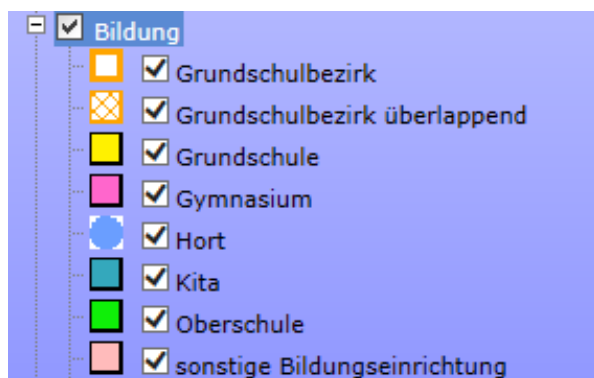 Bildung
Grundschulbezirk
Grundschulbezirk überlappend
Grundschule
Gymnasium
Hort
Kita
Oberschule
sonstige Bildungseinrichtung